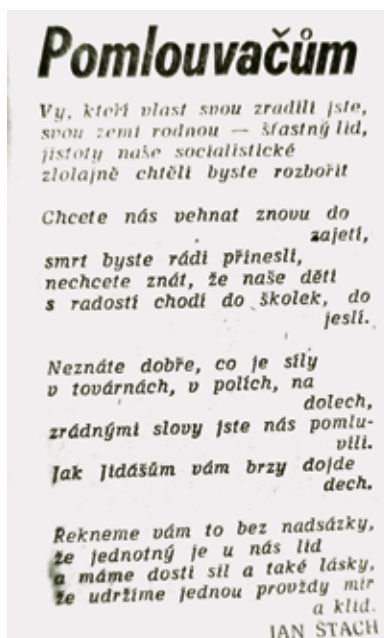 Pomlouvačům
Vy, kteří vlast svou zradili jste,
svou zemi rodnou — šťastný lid,
jistoty naše socialistické
zlolajně chtěli byste rozbořit
Chcete nás vehnat znovu do
zajetí,
smrt byste rádi přinesli,
nechcete znát, že naše děti
s radostí chodí do školek, do
jeslí.
Neznáte dobře, co je síly
v továrnách, v polích, na
dolech,
zrádnými slovy jste nás pomlu-
vili.
Jak Jidášům vám brzy dojde
dech.
Řekneme vám to bez nadsázky,
že jednotný je u nás lid
a máme dosti sil a také lásky,
že udržíme jednou provždy mír
a klid.
JAN ŠTACH